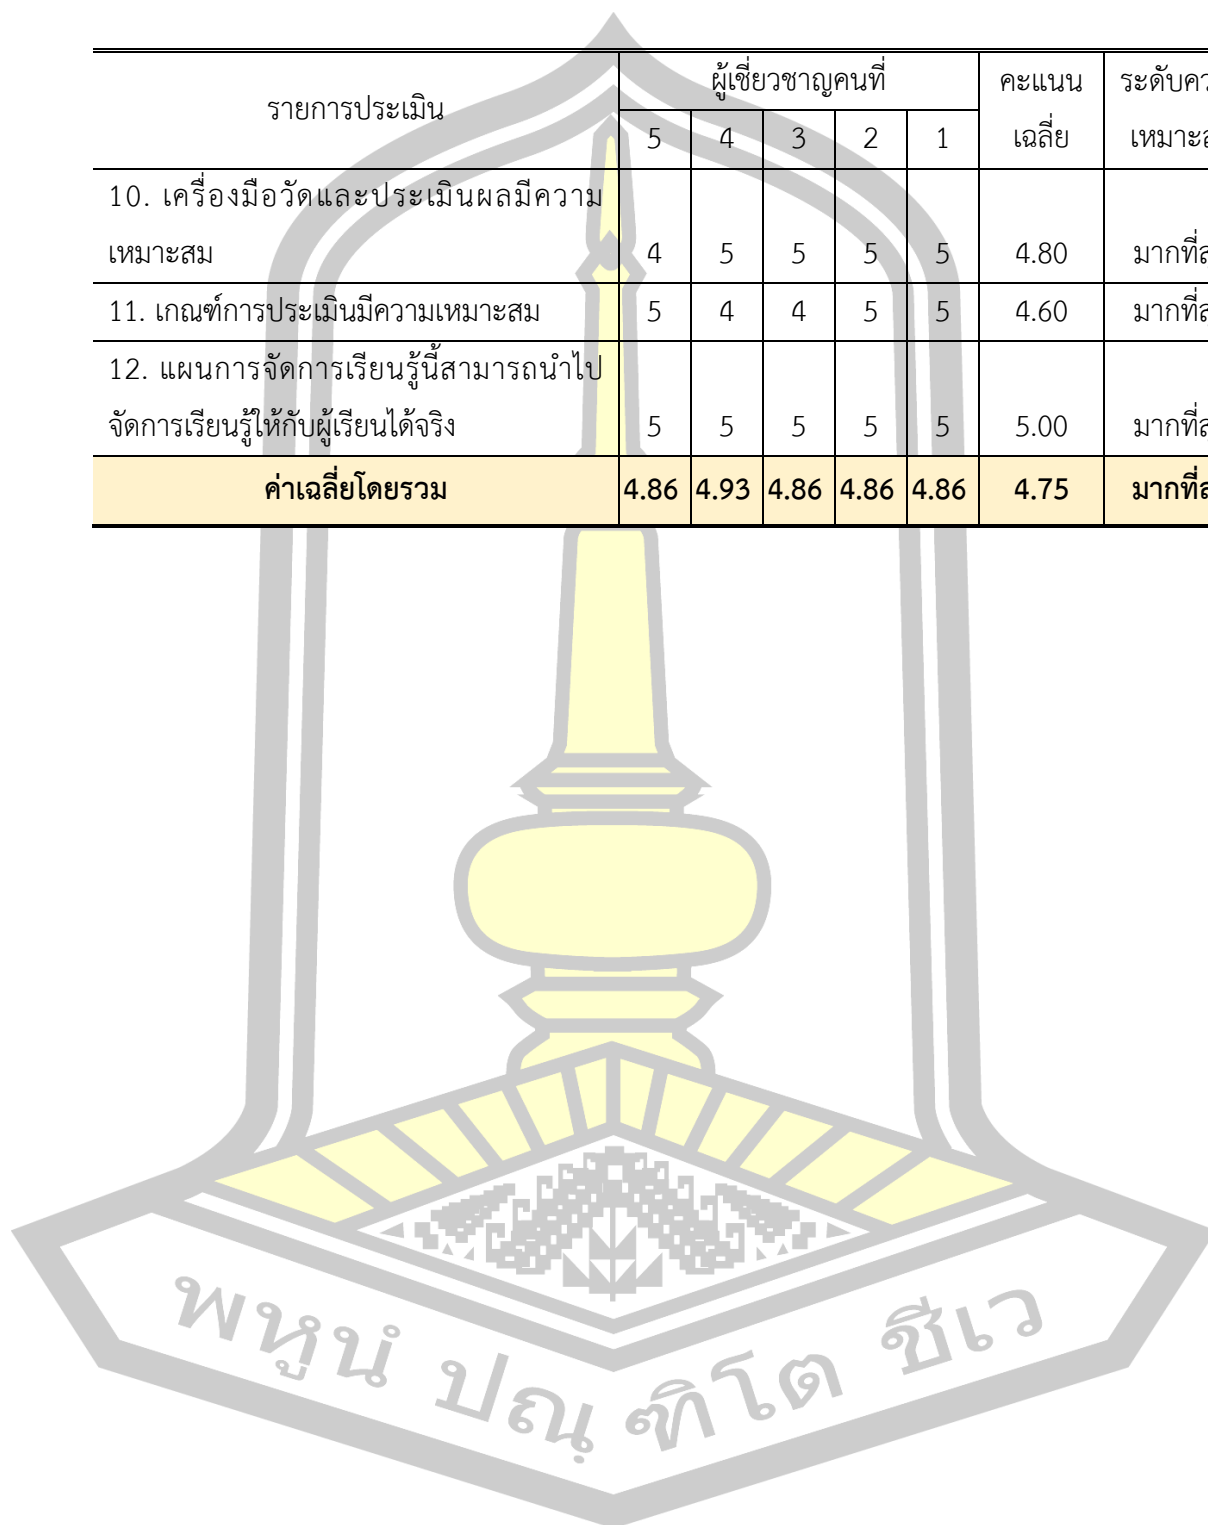 รายการประเมิน ผู้เชี่ยวชาญคนที่ คะแนน
5 4 3 2 1 เฉลี่ย
10. เครื่องมือวัดและประเมินผลมีความ
เหมาะสม 4 5 5 5 5 4.80
11. เกณฑ์การประเมินมีความเหมาะสม 5 4 4 5 5 4.60
12. แผนการจัดการเรียนรู้นี้สามารถนำไป
จัดการเรียนรู้ให้กับผู้เรียนได้จริง 5 5 5 5 5 5.00
ค่าเฉลี่ยโดยรวม 4.86 4.93 4.86 4.86 4.86 4.75
พหูนํ ปณฺ ฑิโต ชีเว